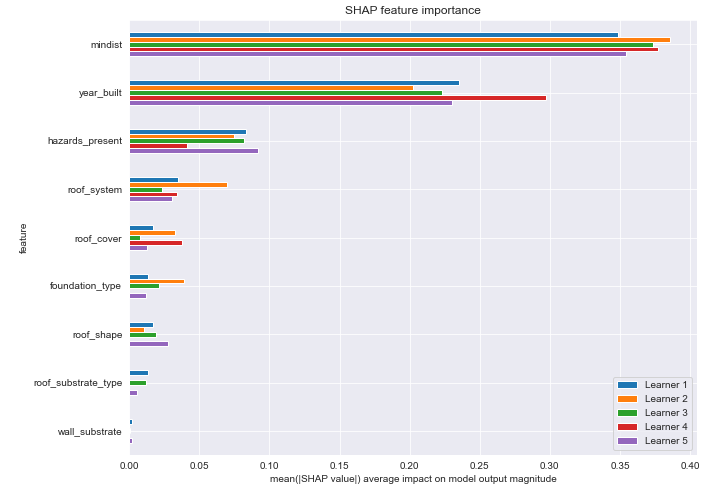 SHAP feature importance
mindist
year_built
hazards_present
roof_system
roof_cover
foundation_type
roof_shape
roof_substrate_type
wall_substrate
feature
Learner 1
Learner 2
Learner 3
Learner 4
Learner 5
0.00 0.05 0.10 0.15 0.20 0.25 0.30 0.35 0.40
mean(|SHAP value|) average impact on model output magnitude